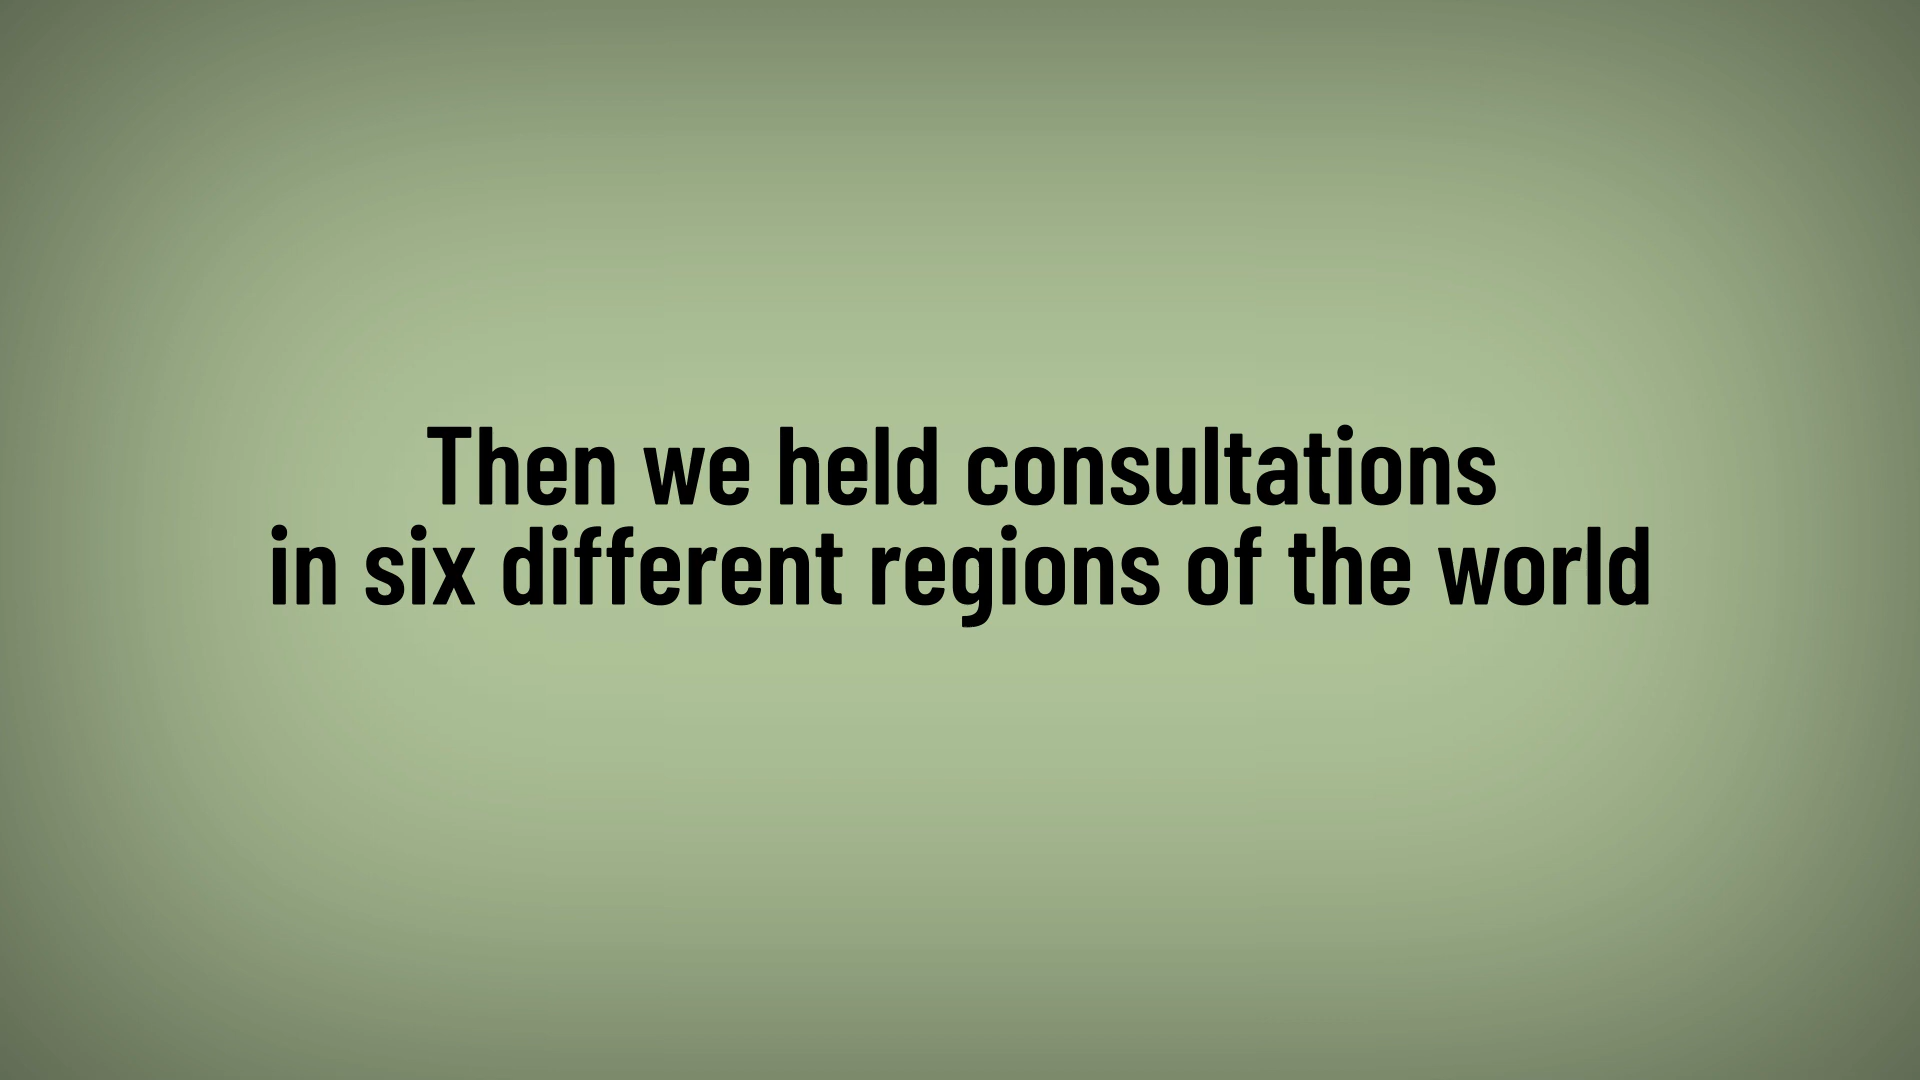 Then we held consultations
in six different regions of the world